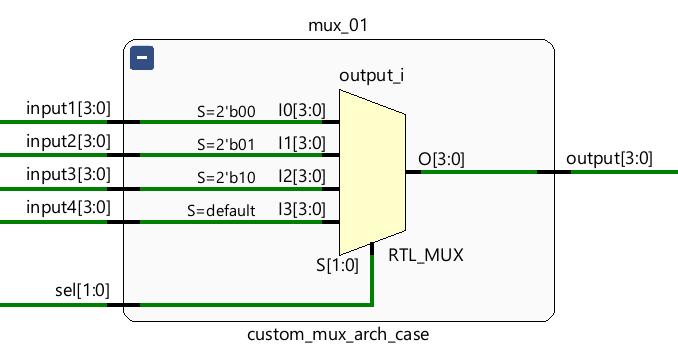 mux_01
output_i
input1[3:0] S=2'b00 I0[3:0]
input2[3:0] S=2'b01 I1[3:0]
input3[3:0] S=2'b10 I2[3:0]
input4[3:0] S=default I3[3:0]
O[3:0] output[3:0]
S[1:0] RTL_MUX
sel[1:0]
custom_mux_arch_case